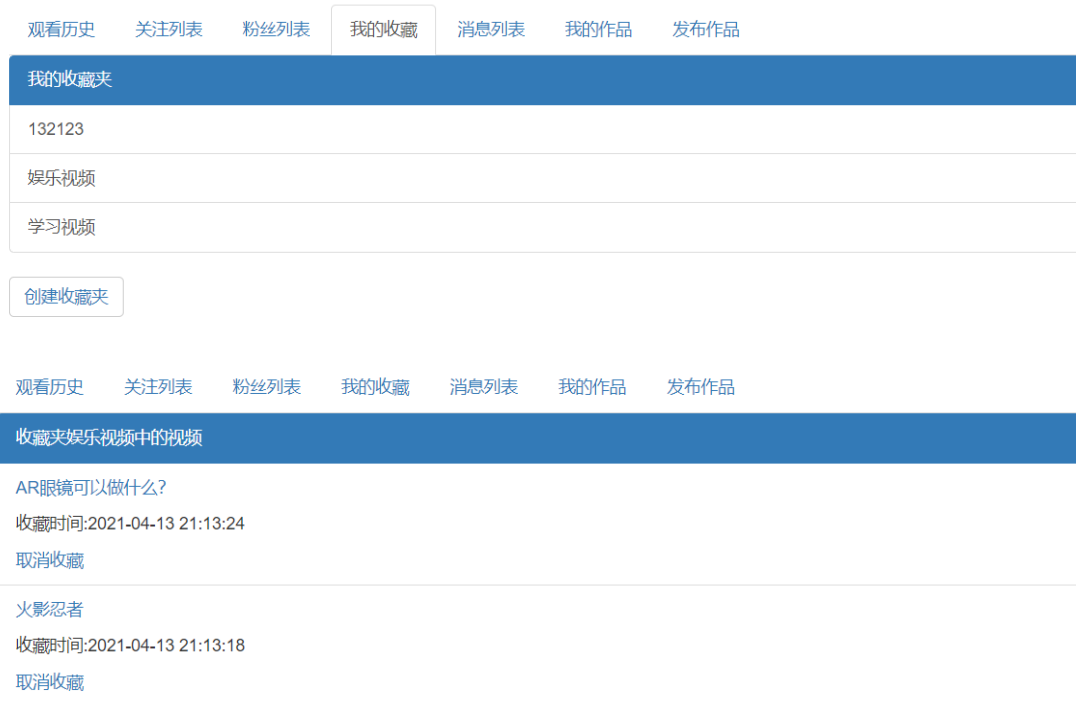 观看历史 关注列表 粉丝列表 我的收藏 消息列表 我的作品 发布作品
我的收藏夹
132123
娱乐视频
学习视频
创建收藏夹
观看历史 关注列表 粉丝列表 我的收藏 消息列表 我的作品 发布作品
收藏夹娱乐视频中的视频
AR眼镜可以做什么?
收藏时间:2021-04-13 21:13:24
取消收藏
火影忍者
收藏时间:2021-04-13 21:13:18
取消收藏